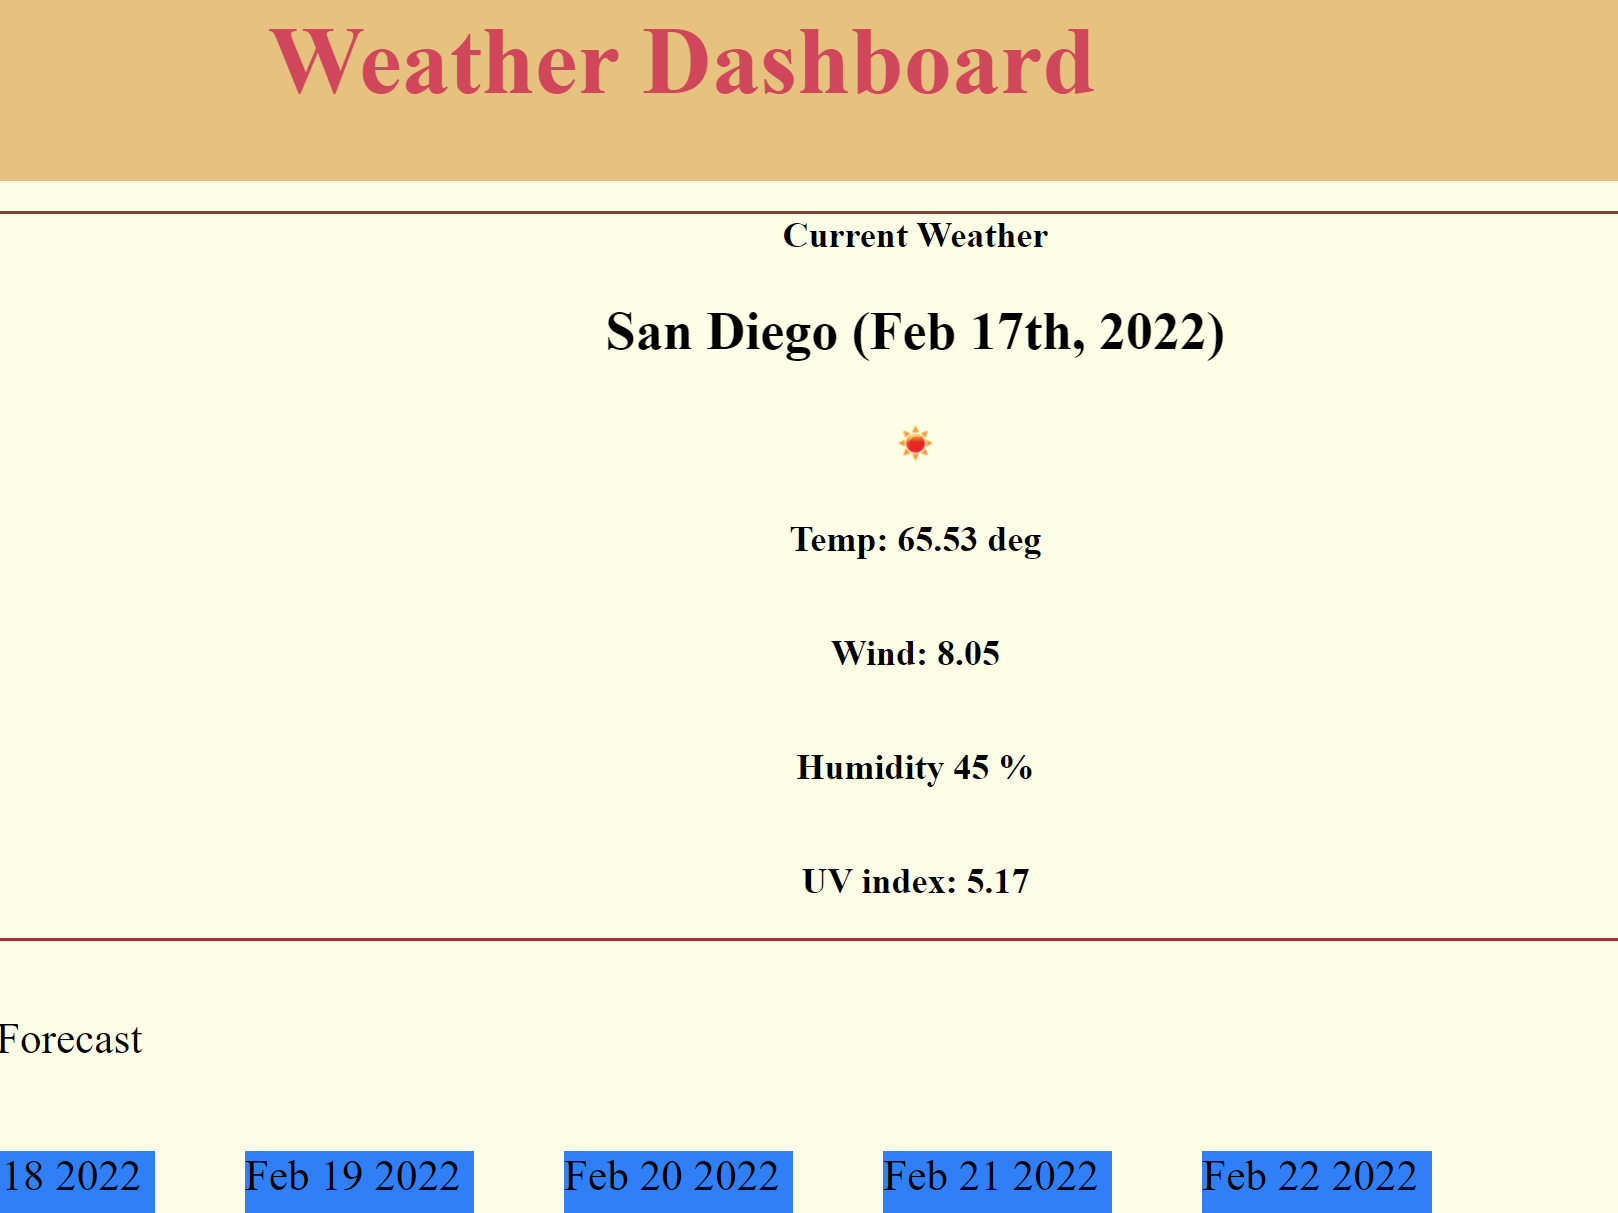 Weather Dashboard
Current Weather
San Diego (Feb 17th, 2022)
Temp: 65.53 deg
Wind: 8.05
Humidity 45 %
UV index: 5.17
Forecast
18 2022 Feb 19 2022 Feb 20 2022 Feb 21 2022 Feb 22 2022